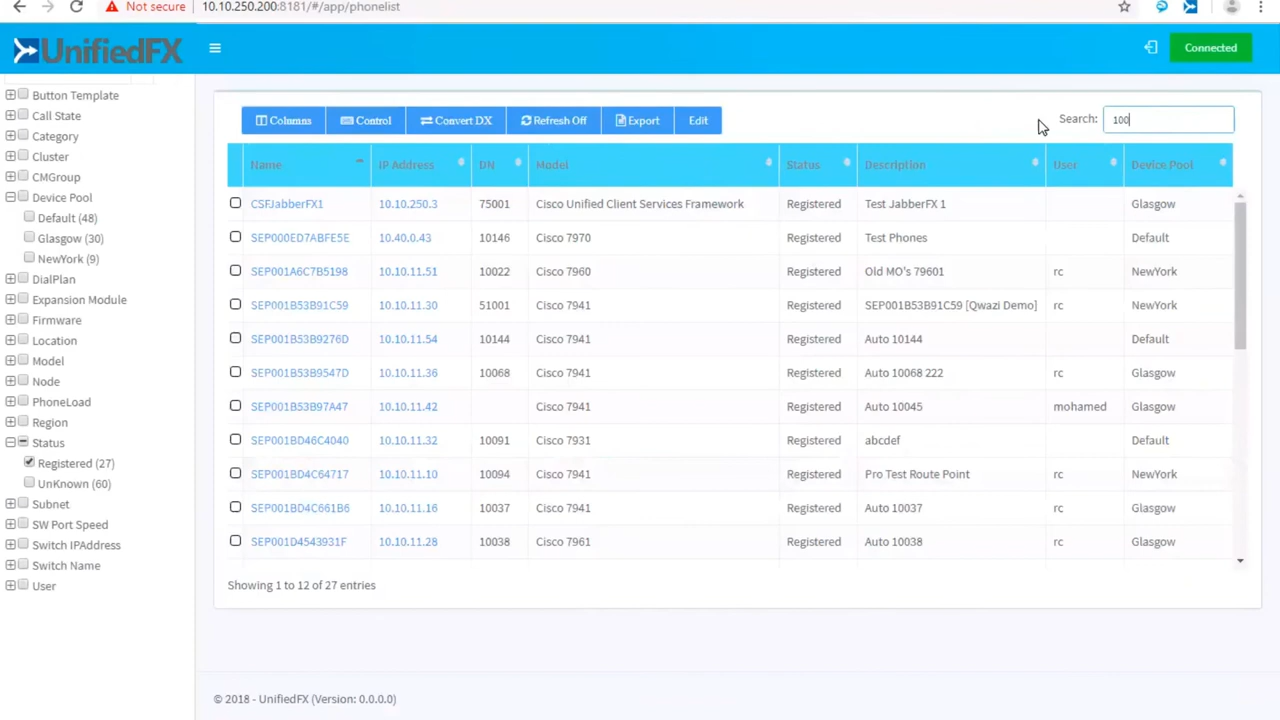 Not secure 10.10.250.200:8181/#/app/phonelist
UnifiedFX
Connected
Button Template
Call State
Category
Cluster
CMGroup
Device Pool
Default (48)
Glasgow (30)
NewYork (9)
DialPlan
Expansion Module
Firmware
Location
Model
Node
PhoneLoad
Region
Status
Registered (27)
UnKnown (60)
Subnet
SW Port Speed
Switch IPAddress
Switch Name
User
Columns Control Convert DX Refresh Off Export Edit Search: 100
Name IP Address DN Model Status Description User Device Pool
CSFJabberFX1 10.10.250.3 75001 Cisco Unified Client Services Framework Registered Test JabberFX 1 Glasgow
SEP000ED7ABFE5E 10.40.0.43 10146 Cisco 7970 Registered Test Phones Default
SEP001A6C7B5198 10.10.11.51 10022 Cisco 7960 Registered Old MO's 79601 rc NewYork
SEP001B53B91C59 10.10.11.30 51001 Cisco 7941 Registered SEP001B53B91C59 [Qwazi Demo] rc NewYork
SEP001B53B9276D 10.10.11.54 10144 Cisco 7941 Registered Auto 10144 Default
SEP001B53B9547D 10.10.11.36 10068 Cisco 7941 Registered Auto 10068 222 rc Glasgow
SEP001B53B97A47 10.10.11.42 Cisco 7941 Registered Auto 10045 mohamed Glasgow
SEP001BD46C4040 10.10.11.32 10091 Cisco 7931 Registered abcdef Default
SEP001BD4C64717 10.10.11.10 10094 Cisco 7941 Registered Pro Test Route Point rc NewYork
SEP001BD4C661B6 10.10.11.16 10037 Cisco 7941 Registered Auto 10037 rc Glasgow
SEP001D4543931F 10.10.11.28 10038 Cisco 7961 Registered Auto 10038 rc Glasgow
Showing 1 to 12 of 27 entries
© 2018 - UnifiedFX (Version: 0.0.0.0)